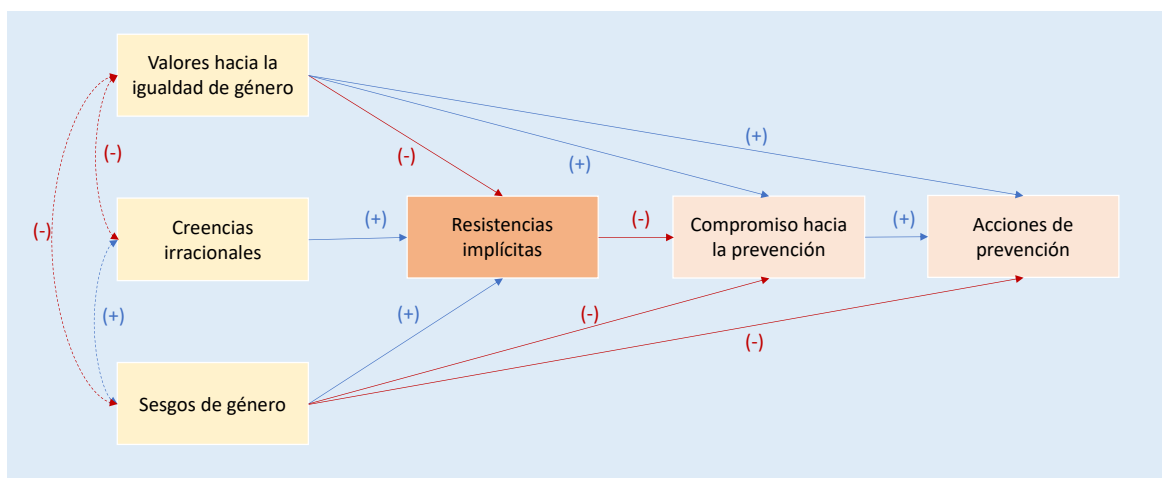 Valores hacia la
igualdad de género
(+)
(-)
(-)
(+)
(-)
Creencias
irracionales
(+)
Resistencias
implícitas
(-)
Compromiso hacia
la prevención
(+)
Acciones de
prevención
(+)
(+)
(-)
(-)
Sesgos de género